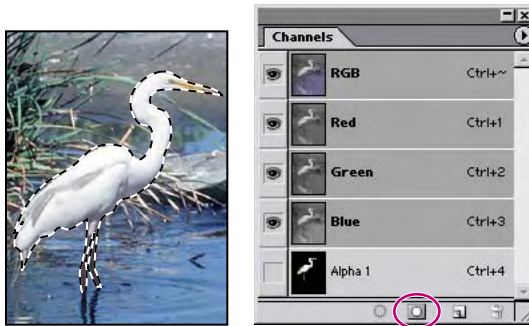 Channels
RGB Ctrl+~
Red Ctrl+1
Green Ctrl+2
Blue Ctrl+3
Alpha 1 Ctrl+4